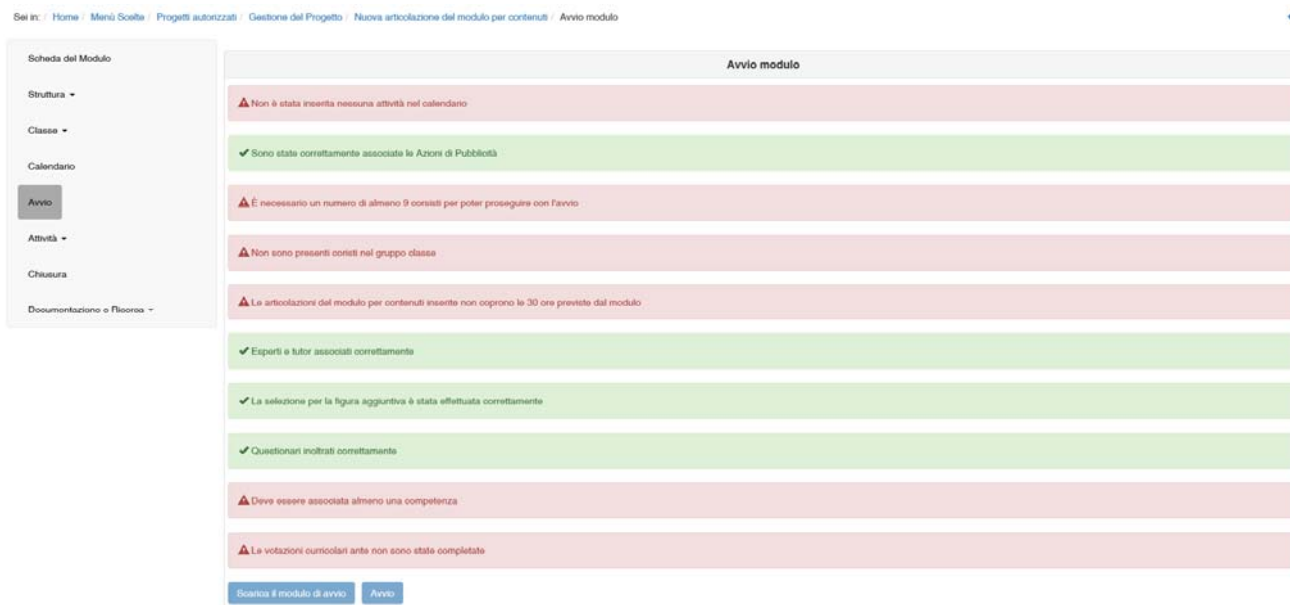 Sei in: / Home / Menù Scelte / Progetti autorizzati / Gestione del Progetto / Nuova articolazione del modulo per contenuti / Avvio modulo
Scheda del Modulo
Struttura
Classe
Calendario
Avvio
Attività
Chiusura
Documentazione e Ricerca
Avvio modulo
Non è stata inserita nessuna attività nel calendario
Sono state correttamente associate le Azioni di Pubblicità
È necessario un numero di almeno 9 corsisti per poter proseguire con l'avvio
Non sono presenti coristi nel gruppo classe
Le articolazioni del modulo per contenuti inserite non coprono le 30 ore previste dal modulo
Esperti e tutor associati correttamente
La selezione per la figura aggiuntiva è stata effettuata correttamente
Questionari inoltrati correttamente
Deve essere associata almeno una competenza
Le votazioni curricolari ante non sono state completate
Scarica il modulo di avvio Avvio